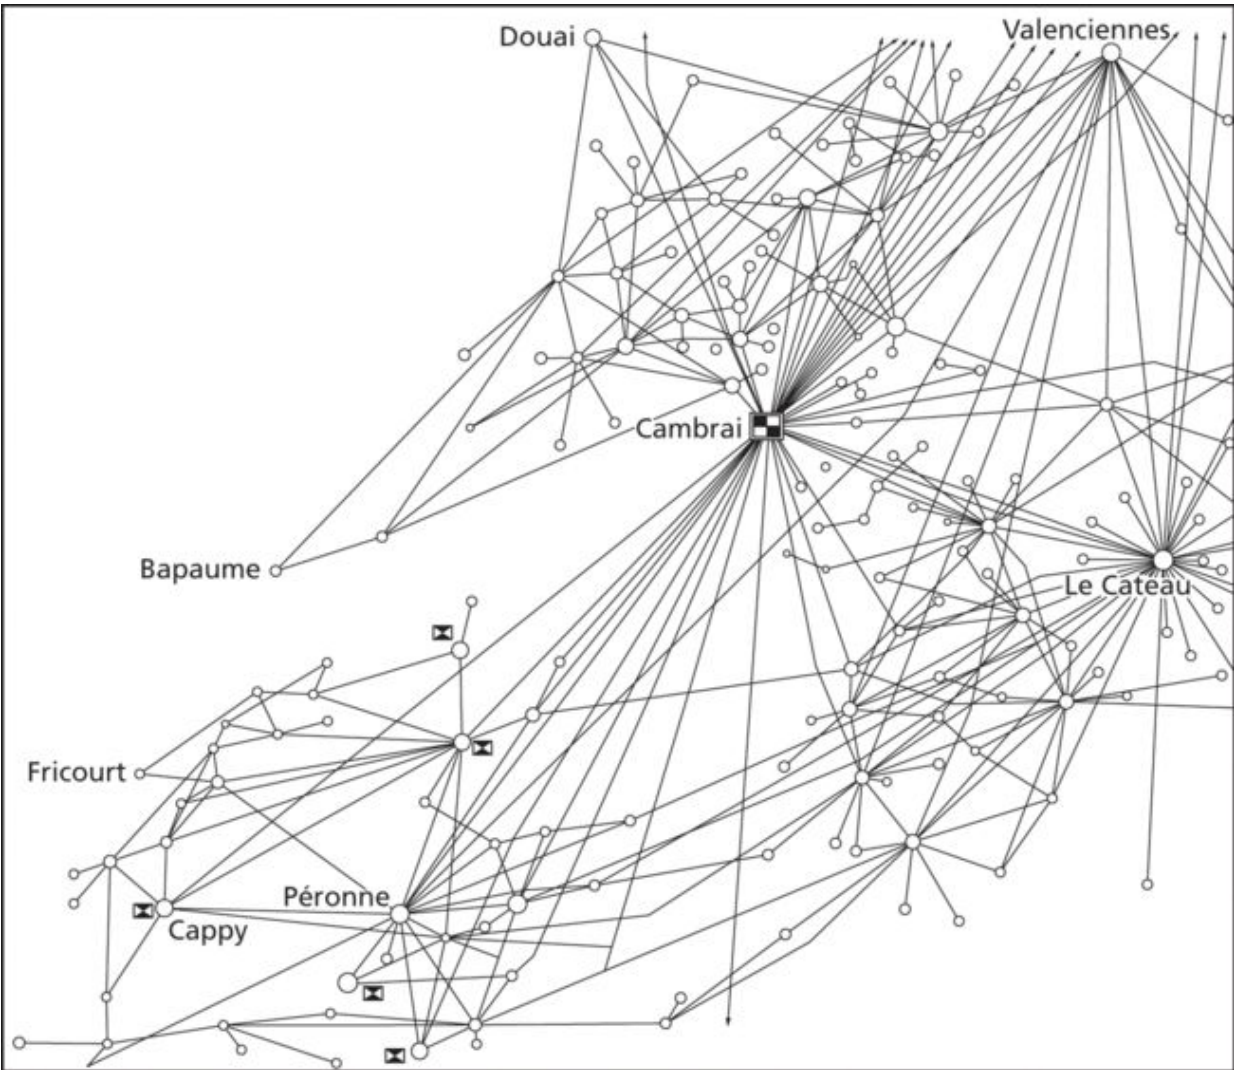 Douai
Valenciennes
Cambrai
Bapaume
Le Cateau
Fricourt
Péronne
Cappy